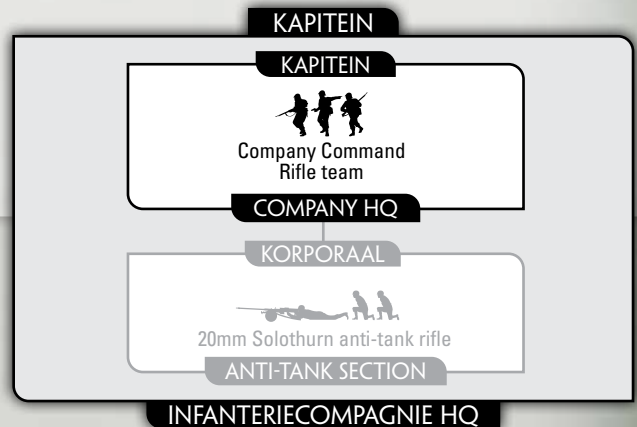 KAPITEIN
KAPITEIN
Company Command
Rifle team
COMPANY HQ
KORPORAAL
20mm Solothurn anti-tank rifle
ANTI-TANK SECTION
INFANTERIECOMPAGNIE HQ